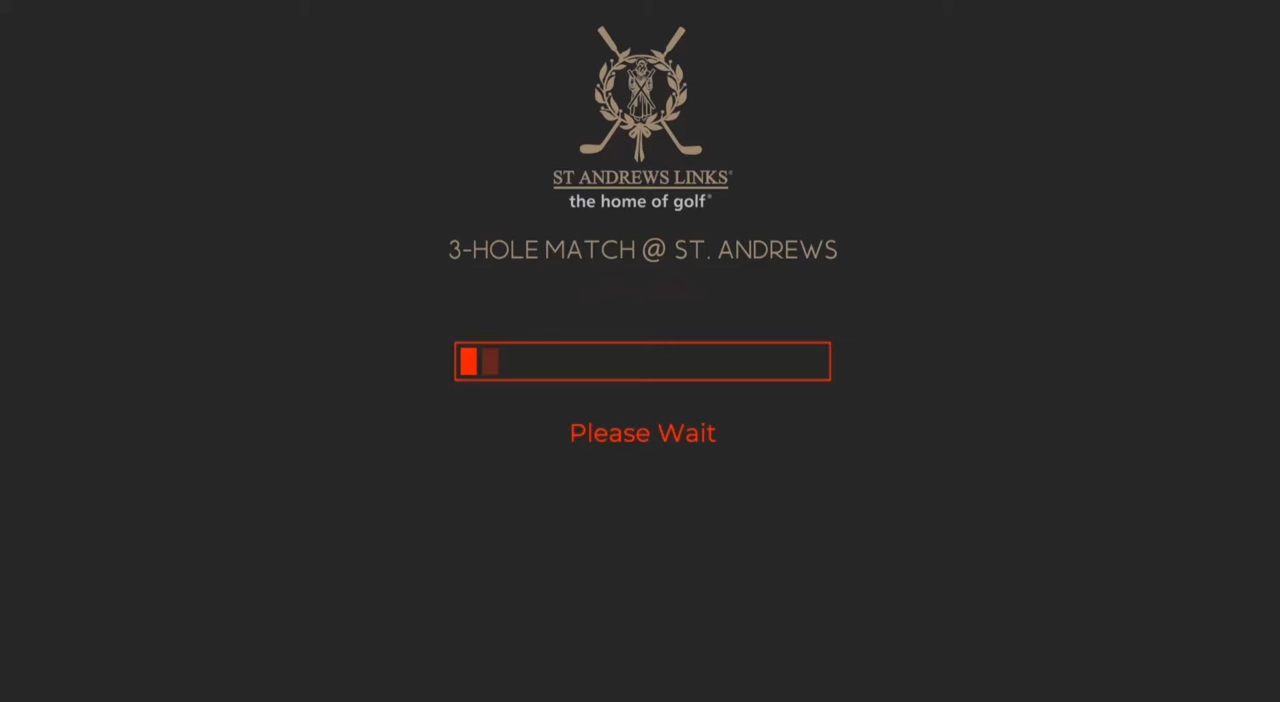 ST ANDREWS LINKS®
the home of golf®
3-HOLE MATCH @ ST. ANDREWS
Please Wait